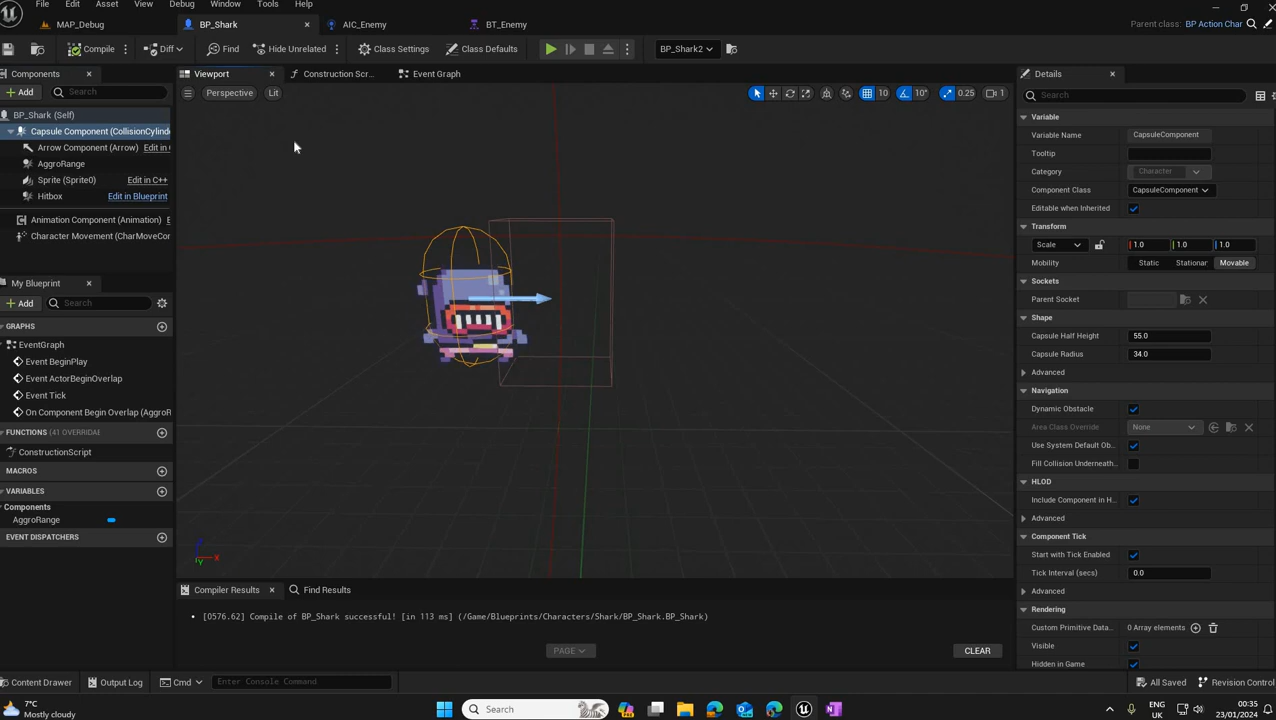 File Edit Asset View Debug Window Tools Help
MAP_Debug BP_Shark AIC_Enemy BT_Enemy Parent class: BP Action Char
Compile Diff Find Hide Unrelated Class Settings Class Defaults BP_Shark2
Components Viewport Construction Scr... Event Graph Details
Add Search Perspective Lit 10 10° 0.25 1 Search
BP_Shark (Self)
Capsule Component (CollisionCylinde
Arrow Component (Arrow) Edit in
AggroRange
Sprite (Sprite0) Edit in C++
Hitbox Edit in Blueprint
Animation Component (Animation) E
Character Movement (CharMoveCor
My Blueprint
Add Search
GRAPHS
EventGraph
Event BeginPlay
Event ActorBeginOverlap
Event Tick
On Component Begin Overlap (AggroR
FUNCTIONS (41 OVERRIDAE
ConstructionScript
MACROS
VARIABLES
Components
AggroRange
EVENT DISPATCHERS
Z X Y
Variable
Variable Name CapsuleComponent
Tooltip
Category Character
Component Class CapsuleComponent
Editable when Inherited
Transform
Scale 1.0 1.0 1.0
Mobility Static Stationar Movable
Sockets
Parent Socket
Shape
Capsule Half Height 55.0
Capsule Radius 34.0
Advanced
Navigation
Dynamic Obstacle
Area Class Override None
Use System Default Ob...
Fill Collision Underneath...
HLOD
Include Component in H...
Advanced
Component Tick
Start with Tick Enabled
Tick Interval (secs) 0.0
Advanced
Rendering
Custom Primitive Data... 0 Array elements
Visible
Hidden in Game
Compiler Results Find Results
[0576.62] Compile of BP_Shark successful! [in 113 ms] (/Game/Blueprints/Characters/Shark/BP_Shark.BP_Shark)
PAGE CLEAR
Content Drawer Output Log Cmd Enter Console Command All Saved Revision Control
7°C
Mostly cloudy
Search
ENG
UK
00:35
23/01/2024